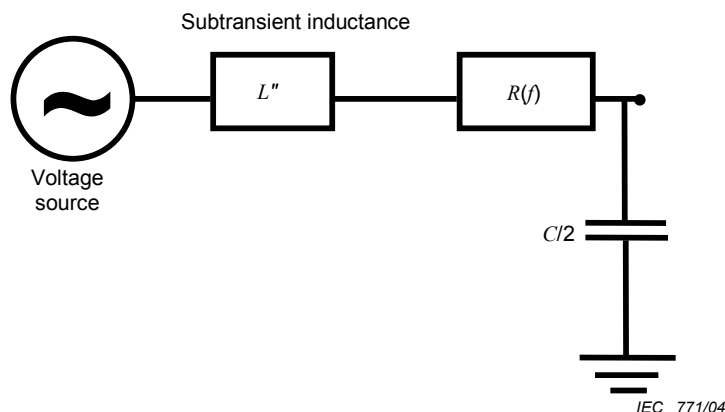 Subtransient inductance
L″
R(f)
Voltage
source
C/2
IEC 771/04